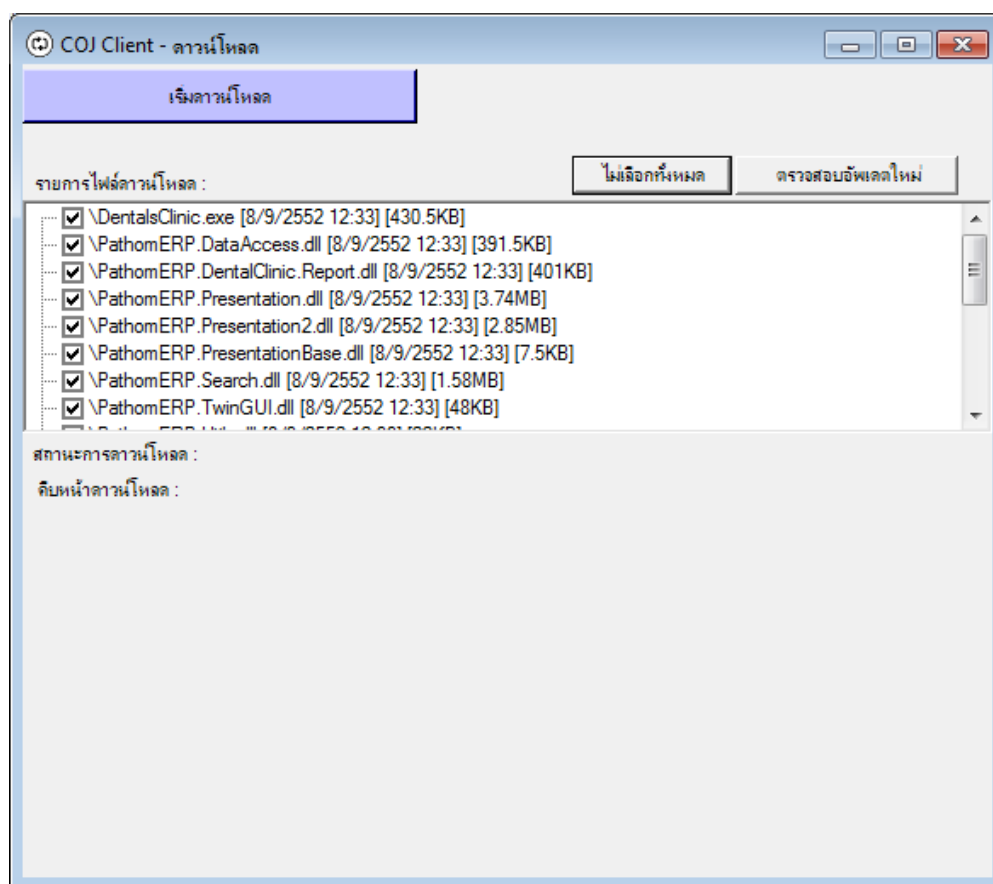 COJ Client - ดาวน์โหลด
เริ่มดาวน์โหลด
ไม่เลือกทั้งหมด
ตรวจสอบอัพเดตใหม่
รายการไฟล์ดาวน์โหลด :
\DentalsClinic.exe [8/9/2552 12:33] [430.5KB]
\PathomERP.DataAccess.dll [8/9/2552 12:33] [391.5KB]
\PathomERP.DentalClinic.Report.dll [8/9/2552 12:33] [401KB]
\PathomERP.Presentation.dll [8/9/2552 12:33] [3.74MB]
\PathomERP.Presentation2.dll [8/9/2552 12:33] [2.85MB]
\PathomERP.PresentationBase.dll [8/9/2552 12:33] [7.5KB]
\PathomERP.Search.dll [8/9/2552 12:33] [1.58MB]
\PathomERP.TwinGUI.dll [8/9/2552 12:33] [48KB]
สถานะการดาวน์โหลด :
คืบหน้าดาวน์โหลด :